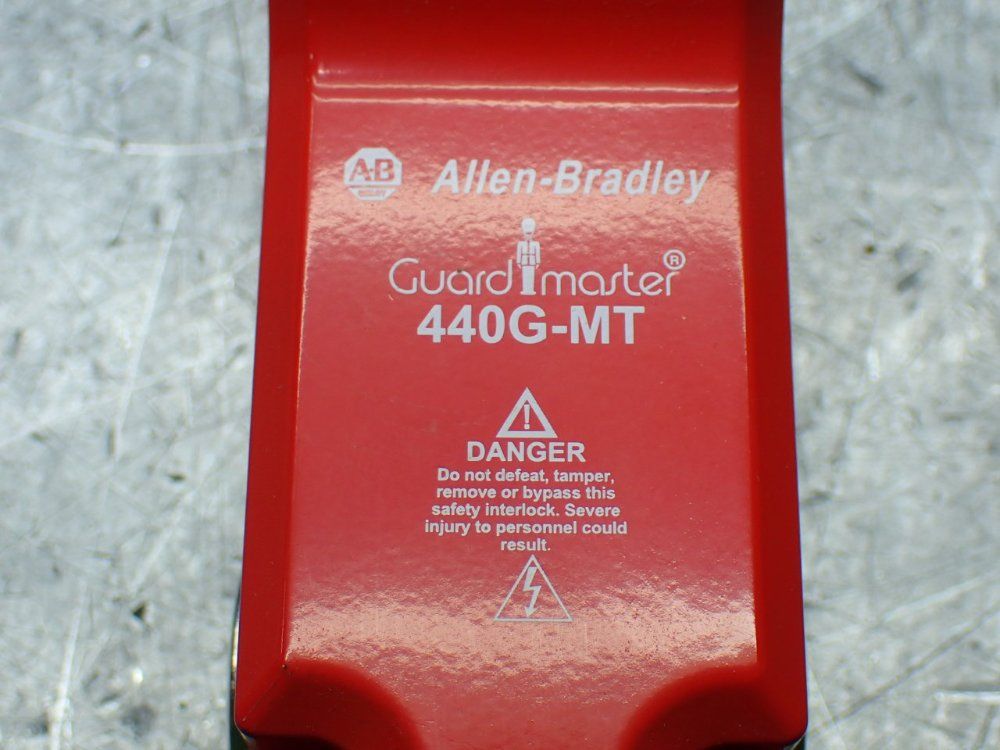 A-B Allen-Bradley
Guardmaster®
440G-MT
DANGER
Do not defeat, tamper,
remove or bypass this
safety interlock. Severe
injury to personnel could
result.